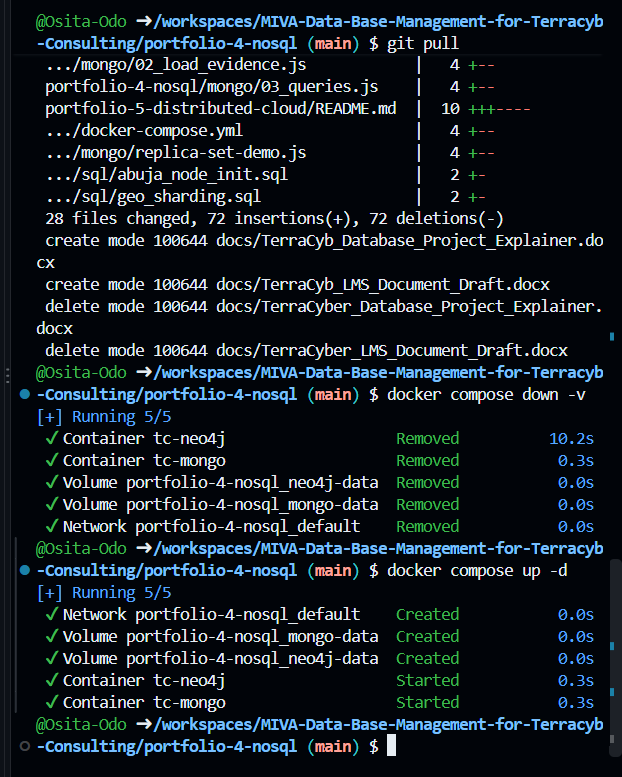 @Osita-Odo ➜/workspaces/MIVA-Data-Base-Management-for-Terracyb
-Consulting/portfolio-4-nosql (main) $ git pull
 .../mongo/02_load_evidence.js | 4 +--
 portfolio-4-nosql/mongo/03_queries.js | 4 +--
 portfolio-5-distributed-cloud/README.md | 10 +++----
 .../docker-compose.yml | 4 +--
 .../mongo/replica-set-demo.js | 4 +--
 .../sql/abuja_node_init.sql | 2 +-
 .../sql/geo_sharding.sql | 2 +-
 28 files changed, 72 insertions(+), 72 deletions(-)
 create mode 100644 docs/TerraCyb_Database_Project_Explainer.do
cx
 create mode 100644 docs/TerraCyb_LMS_Document_Draft.docx
 delete mode 100644 docs/TerraCyber_Database_Project_Explainer.
docx
 delete mode 100644 docs/TerraCyber_LMS_Document_Draft.docx
@Osita-Odo ➜/workspaces/MIVA-Data-Base-Management-for-Terracyb
-Consulting/portfolio-4-nosql (main) $ docker compose down -v
[+] Running 5/5
 ✓ Container tc-neo4j Removed 10.2s
 ✓ Container tc-mongo Removed 0.3s
 ✓ Volume portfolio-4-nosql_neo4j-data Removed 0.0s
 ✓ Volume portfolio-4-nosql_mongo-data Removed 0.0s
 ✓ Network portfolio-4-nosql_default Removed 0.0s
@Osita-Odo ➜/workspaces/MIVA-Data-Base-Management-for-Terracyb
-Consulting/portfolio-4-nosql (main) $ docker compose up -d
[+] Running 5/5
 ✓ Network portfolio-4-nosql_default Created 0.0s
 ✓ Volume portfolio-4-nosql_mongo-data Created 0.0s
 ✓ Volume portfolio-4-nosql_neo4j-data Created 0.0s
 ✓ Container tc-neo4j Started 0.3s
 ✓ Container tc-mongo Started 0.3s
@Osita-Odo ➜/workspaces/MIVA-Data-Base-Management-for-Terracyb
-Consulting/portfolio-4-nosql (main) $